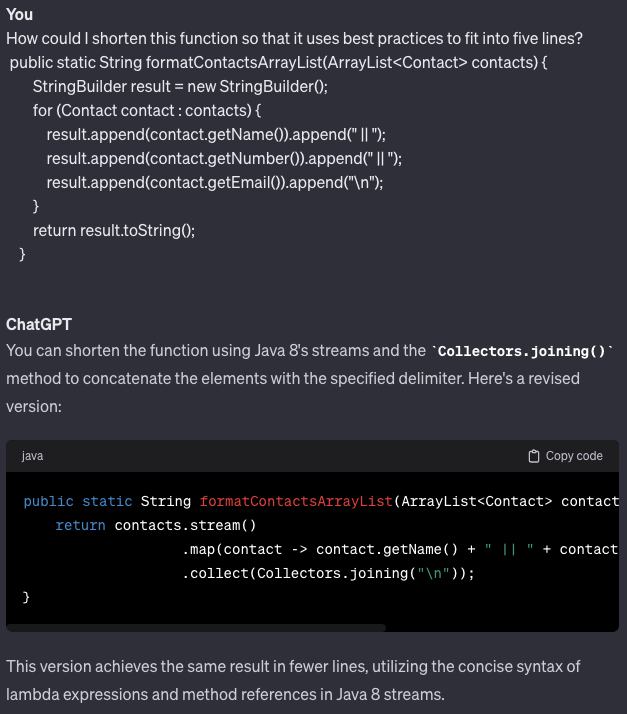 You
How could I shorten this function so that it uses best practices to fit into five lines?
public static String formatContactsArrayList(ArrayList<Contact> contacts) {
StringBuilder result = new StringBuilder();
for (Contact contact : contacts) {
result.append(contact.getName()).append(" || ");
result.append(contact.getNumber()).append(" || ");
result.append(contact.getEmail()).append("\n");
}
return result.toString();
}
ChatGPT
You can shorten the function using Java 8's streams and the `Collectors.joining()`
method to concatenate the elements with the specified delimiter. Here's a revised
version:
java
Copy code
public static String formatContactsArrayList(ArrayList<Contact> contact
return contacts.stream()
.map(contact -> contact.getName() + " || " + contact
.collect(Collectors.joining("\n"));
}
This version achieves the same result in fewer lines, utilizing the concise syntax of
lambda expressions and method references in Java 8 streams.